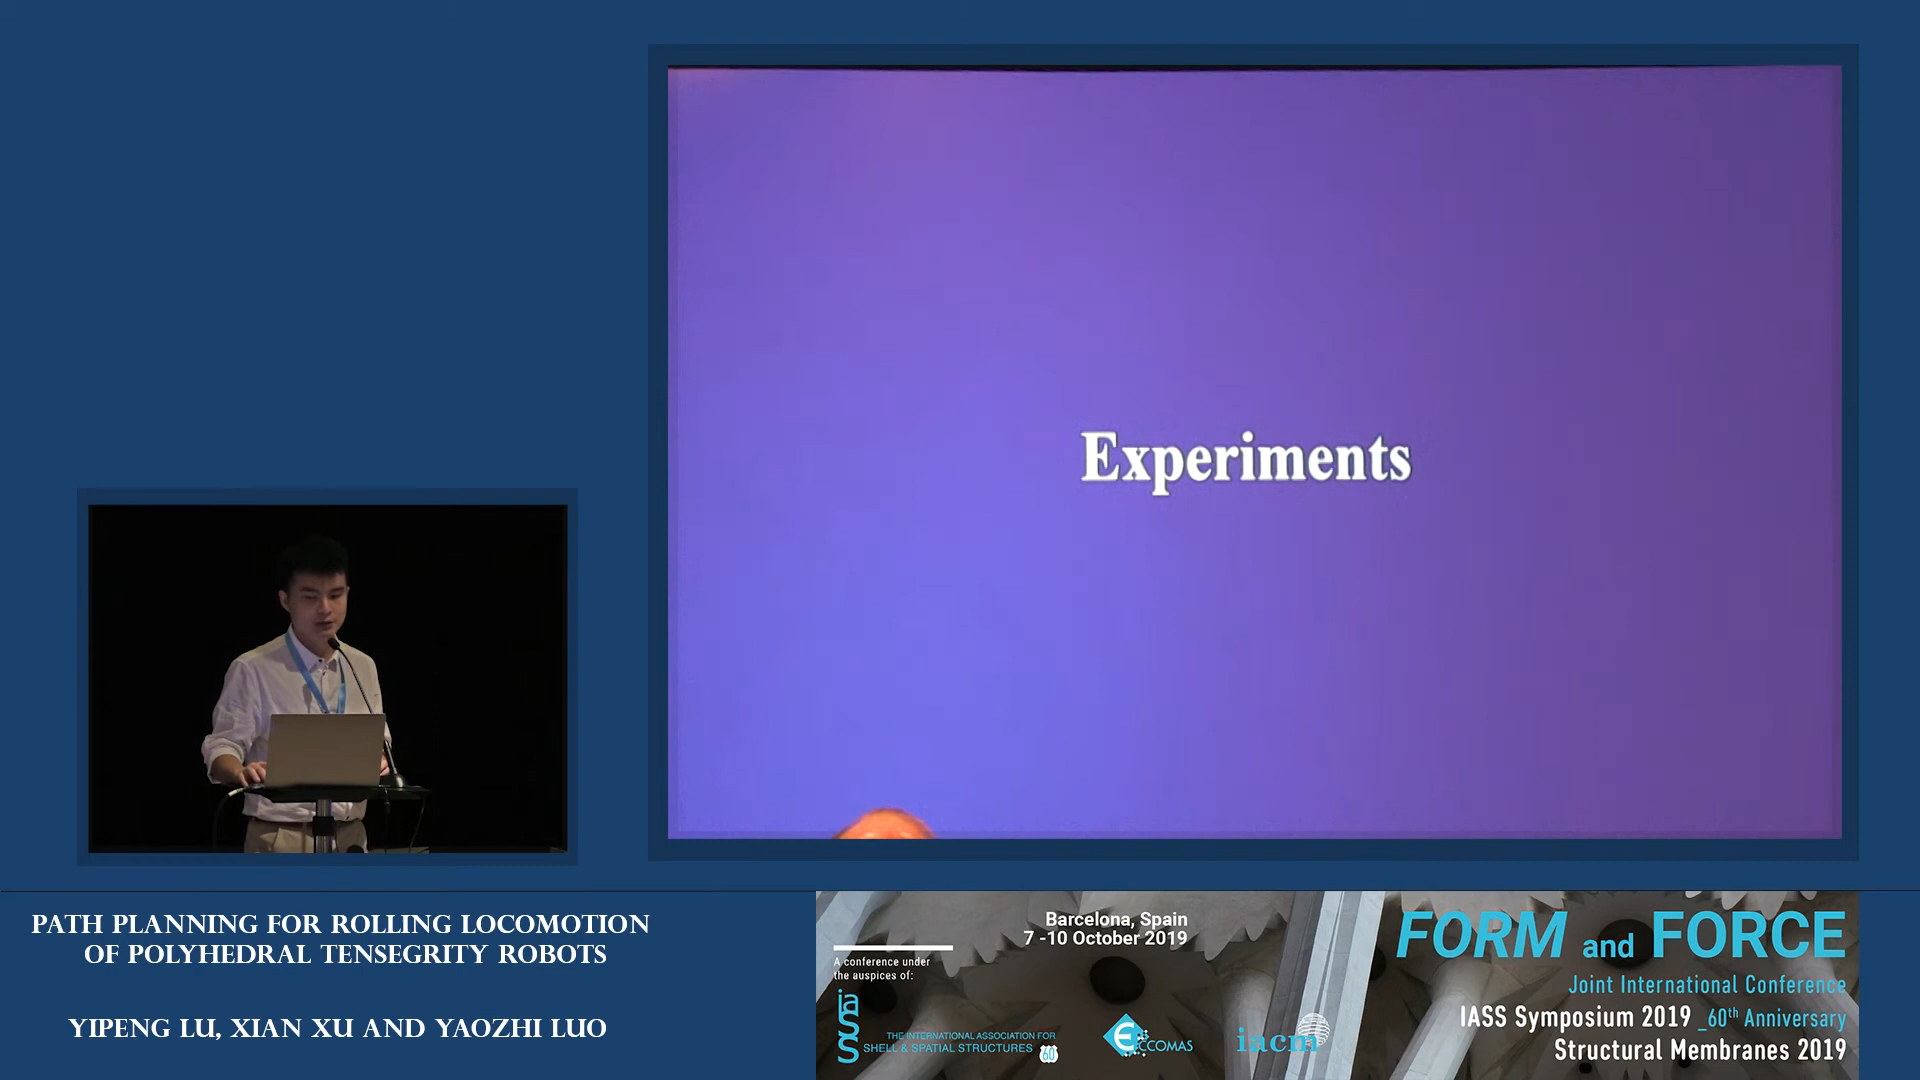 Experiments
PATH PLANNING FOR ROLLING LOCOMOTION
OF POLYHEDRAL TENSEGRITY ROBOTS
YIPENG LU, XIAN XU AND YAOZHI LUO
Barcelona, Spain
7 -10 October 2019
A conference under
the auspices of:
iass
THE INTERNATIONAL ASSOCIATION FOR
SHELL & SPATIAL STRUCTURES
60
ECCOMAS
iacm
FORM and FORCE
Joint International Conference
IASS Symposium 2019 _60th Anniversary
Structural Membranes 2019